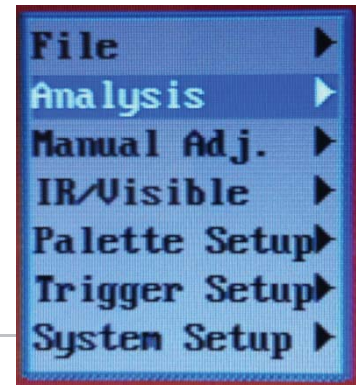 File
Analysis
Manual Adj.
IR/Visible
Palette Setup
Trigger Setup
System Setup